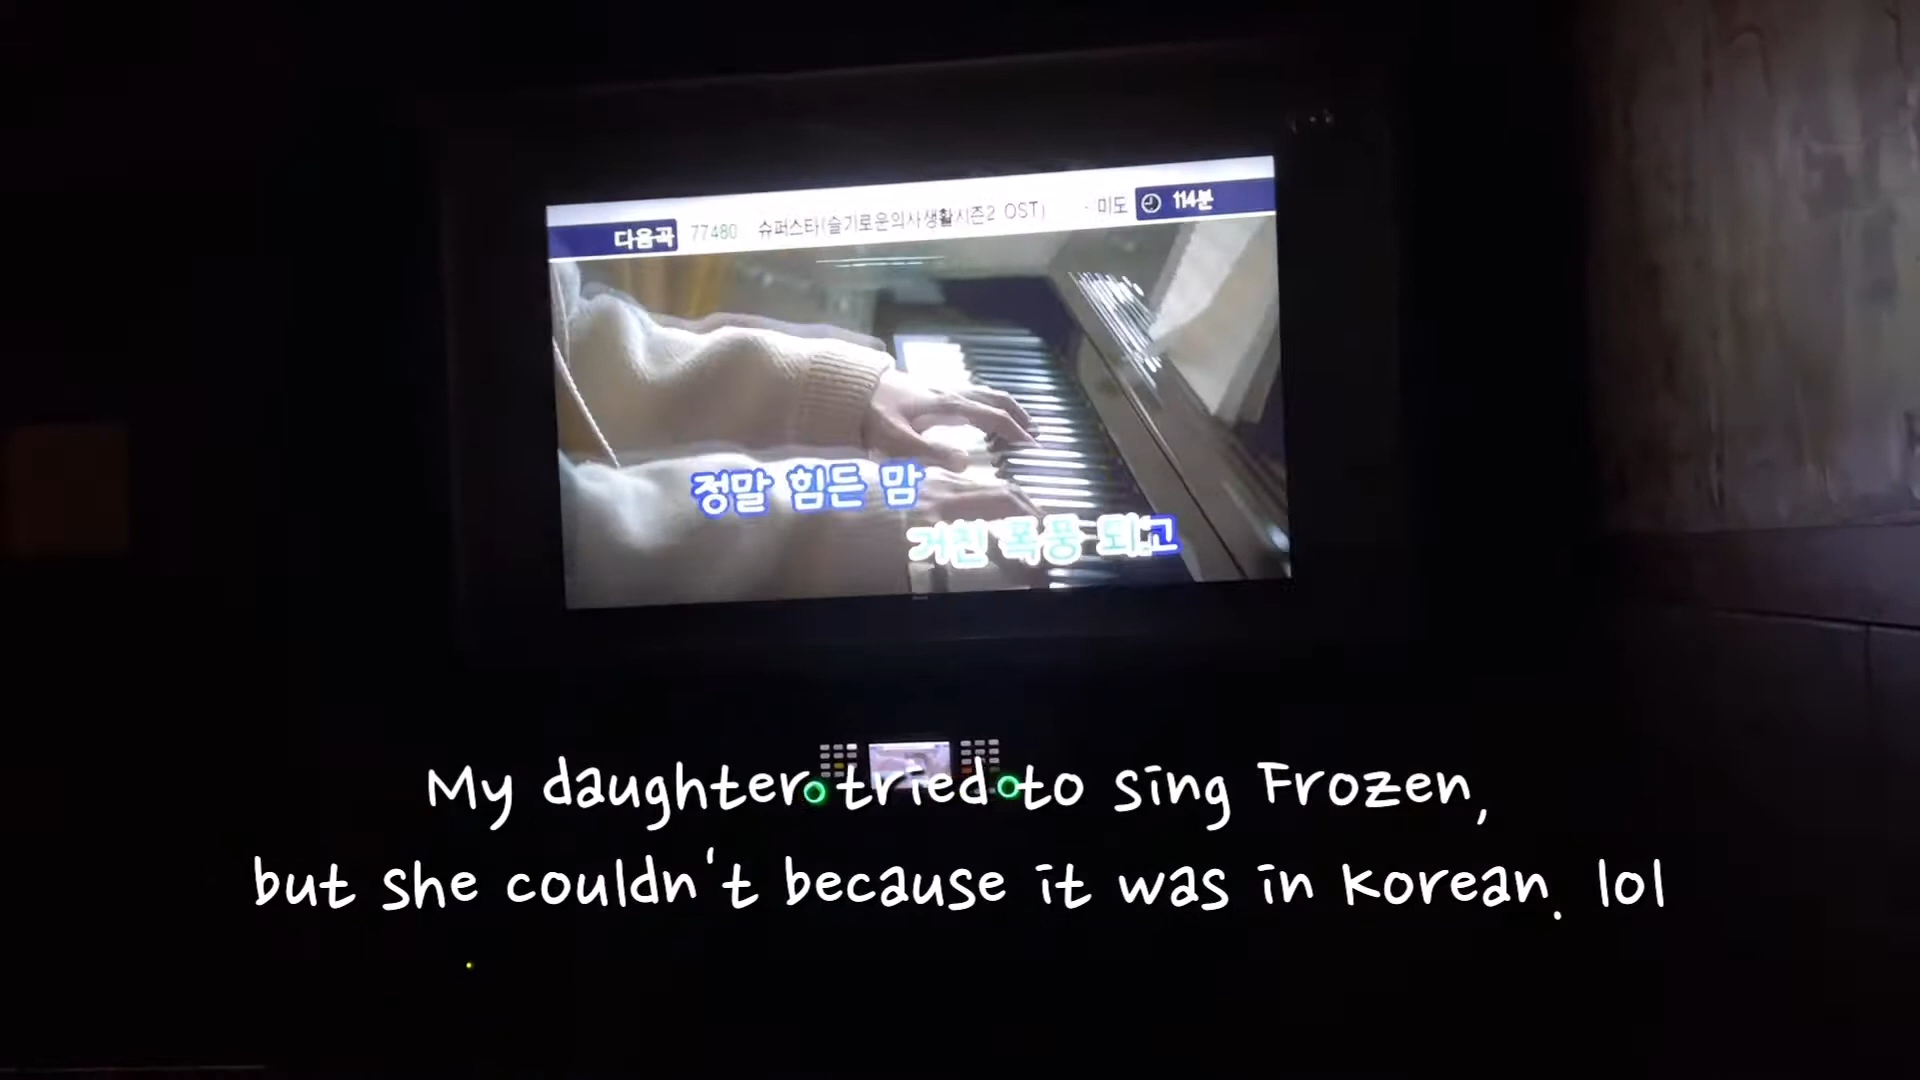 다음곡 77480 슈퍼스타(슬기로운의사생활시즌2 OST) - 미도 114분
정말 힘든 맘
거친 폭풍 되고
My daughter tried to sing Frozen,
but she couldn't because it was in Korean. lol